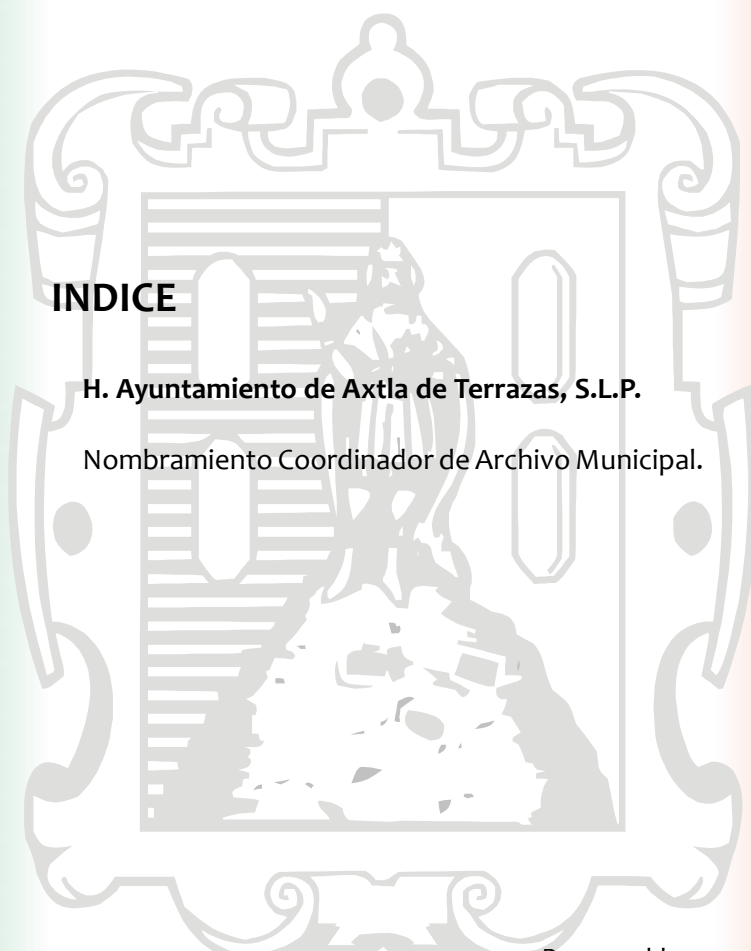 INDICE
H. Ayuntamiento de Axtla de Terrazas, S.L.P.
Nombramiento Coordinador de Archivo Municipal.